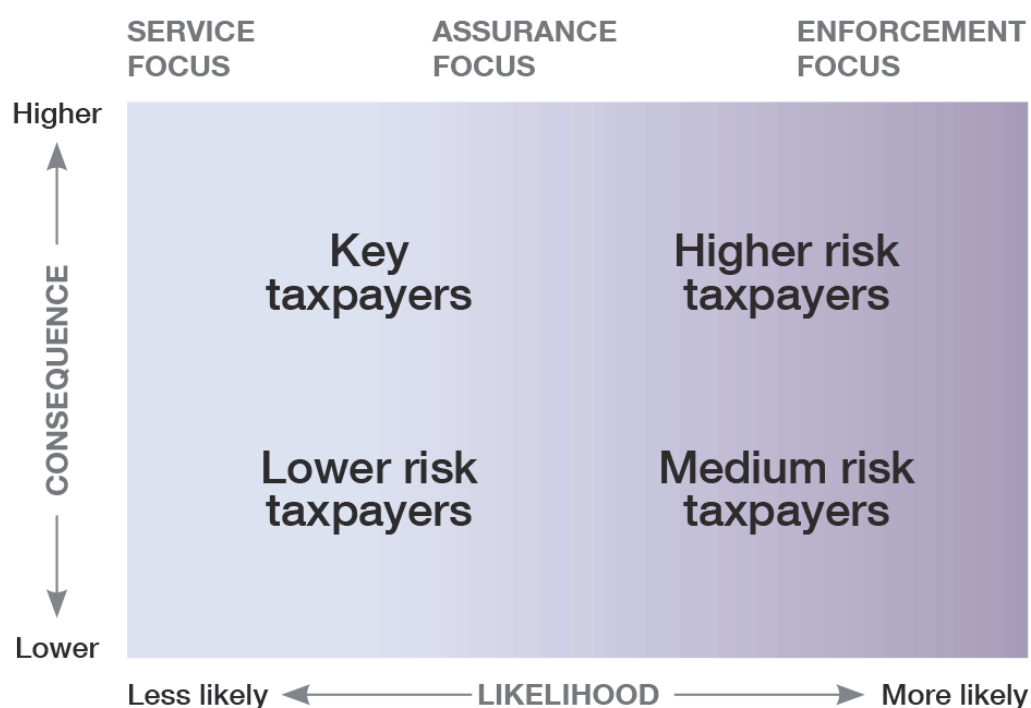 SERVICE
FOCUS
ASSURANCE
FOCUS
ENFORCEMENT
FOCUS
Higher
CONSEQUENCE
Lower
Key
taxpayers
Higher risk
taxpayers
Lower risk
taxpayers
Medium risk
taxpayers
Less likely
LIKELIHOOD
More likely